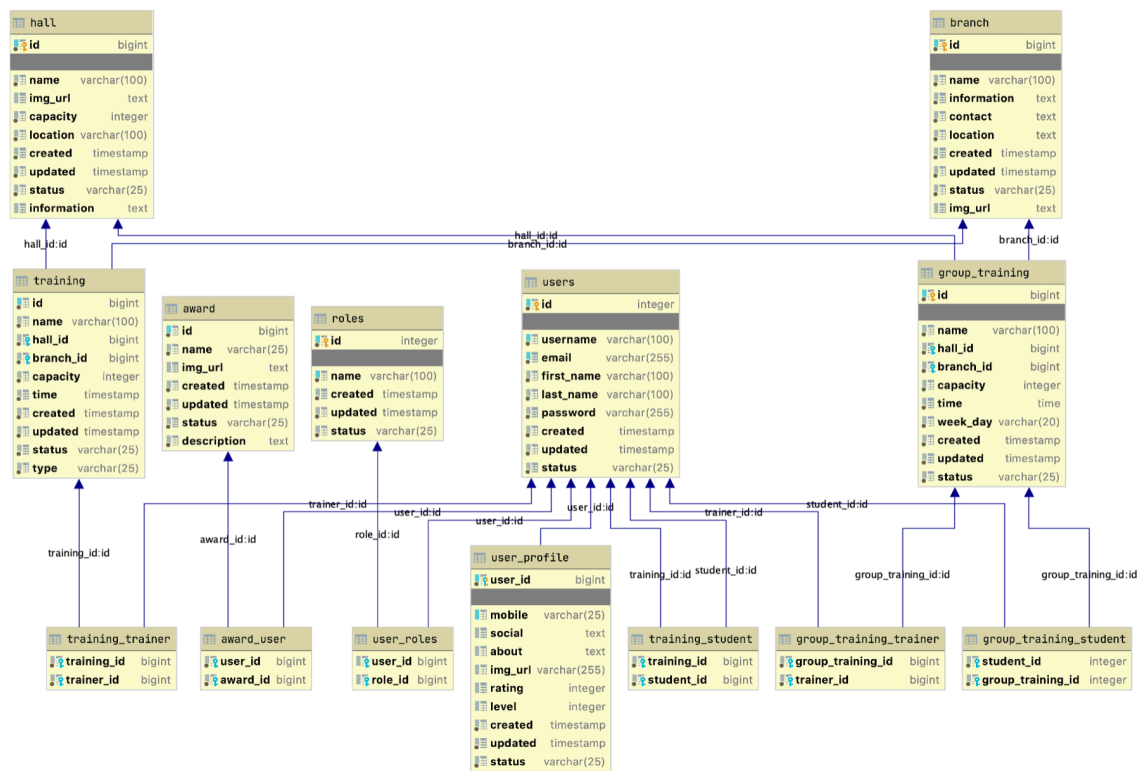 hall
id bigint
name varchar(100)
img_url text
capacity integer
location varchar(100)
created timestamp
updated timestamp
status varchar(25)
information text
branch
id bigint
name varchar(100)
information text
contact text
location text
created timestamp
updated timestamp
status varchar(25)
img_url text
hall_id:id
hall_id:id
branch_id:id
branch_id:id
training
id bigint
name varchar(100)
hall_id bigint
branch_id bigint
capacity integer
time timestamp
created timestamp
updated timestamp
status varchar(25)
type varchar(25)
award
id bigint
name varchar(25)
img_url text
created timestamp
updated timestamp
status varchar(25)
description text
roles
id integer
name varchar(100)
created timestamp
updated timestamp
status varchar(25)
users
id integer
username varchar(100)
email varchar(255)
first_name varchar(100)
last_name varchar(100)
password varchar(255)
created timestamp
updated timestamp
status varchar(25)
group_training
id bigint
name varchar(100)
hall_id bigint
branch_id bigint
capacity integer
time time
week_day varchar(20)
created timestamp
updated timestamp
status varchar(25)
trainer_id:id
user_id:id
user_id:id
user_id:id
trainer_id:id
student_id:id
training_id:id
award_id:id
role_id:id
training_id:id
student_id:id
group_training_id:id
group_training_id:id
user_profile
user_id bigint
mobile varchar(25)
social text
about text
img_url varchar(255)
rating integer
level integer
created timestamp
updated timestamp
status varchar(25)
training_trainer
training_id bigint
trainer_id bigint
award_user
user_id bigint
award_id bigint
user_roles
user_id bigint
role_id bigint
training_student
training_id bigint
student_id bigint
group_training_trainer
group_training_id bigint
trainer_id bigint
group_training_student
student_id integer
group_training_id integer